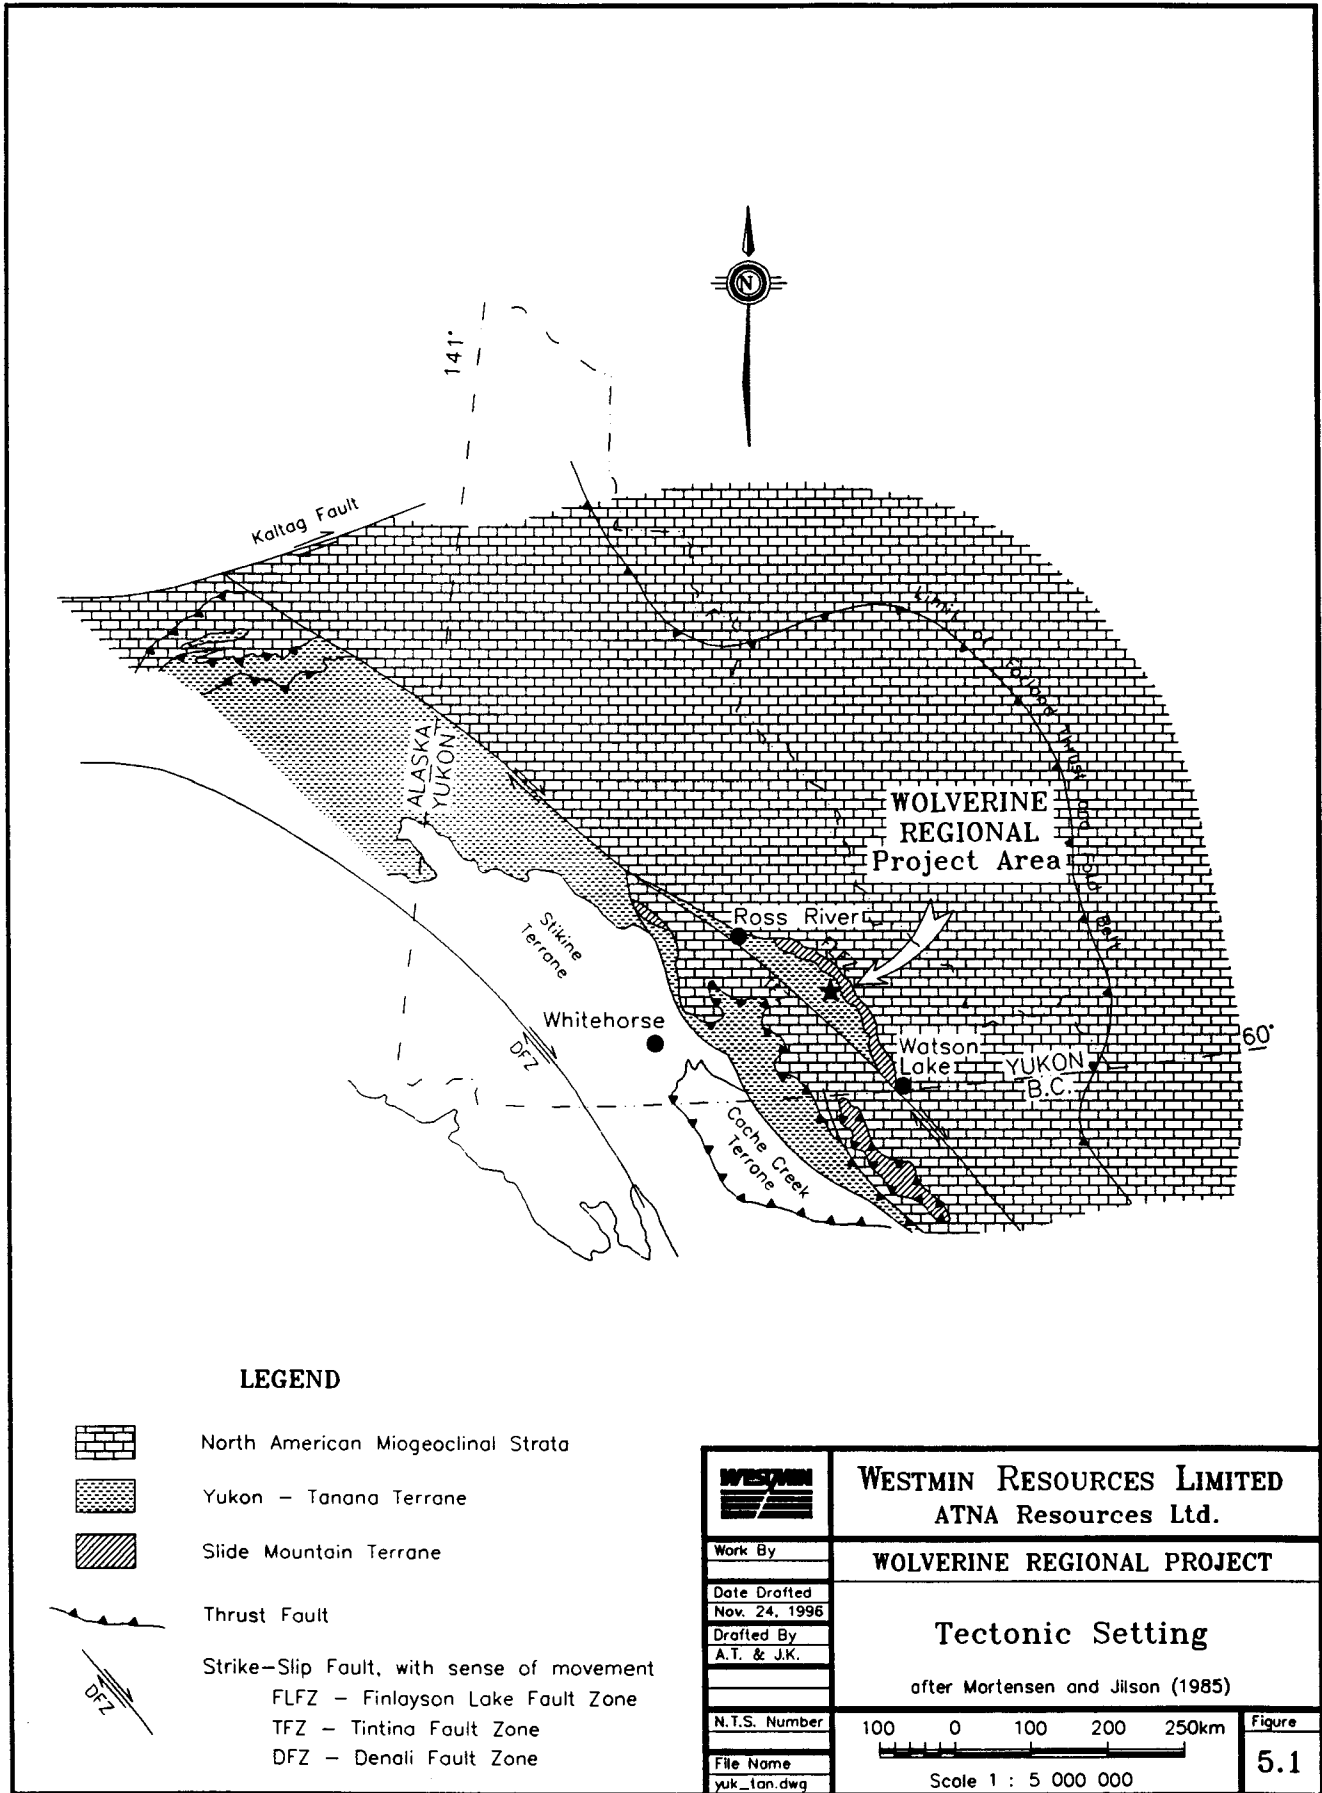 N
141°
Kaltag Fault
Limit of Forland Thrust and Fold Belt
ALASKA
YUKON
WOLVERINE
REGIONAL
Project Area
Ross River
FLFZ
Stikine
Terrane
Whitehorse
DFZ
Watson
Lake
60°
YUKON
B.C.
Cache Creek
Terrane
LEGEND
North American Miogeoclinal Strata
Yukon – Tanana Terrane
Slide Mountain Terrane
Thrust Fault
DFZ
Strike–Slip Fault, with sense of movement
FLFZ – Finlayson Lake Fault Zone
TFZ – Tintina Fault Zone
DFZ – Denali Fault Zone
WESTMIN
WESTMIN RESOURCES LIMITED
ATNA Resources Ltd.
Work By
WOLVERINE REGIONAL PROJECT
Date Drafted
Nov. 24, 1996
Drafted By
A.T. & J.K.
Tectonic Setting
after Mortensen and Jilson (1985)
N.T.S. Number
File Name
yuk_tan.dwg
100 0 100 200 250km
Scale 1 : 5 000 000
Figure
5.1